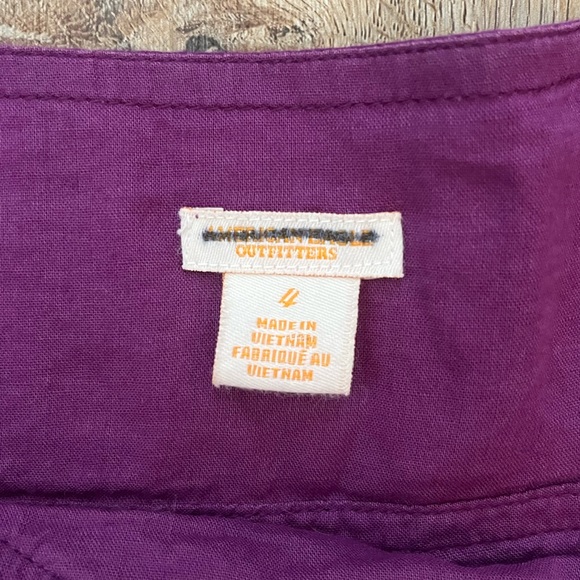 AMERICAN EAGLE
OUTFITTERS
4
MADE IN
VIETNAM
FABRIQUÉ AU
VIETNAM